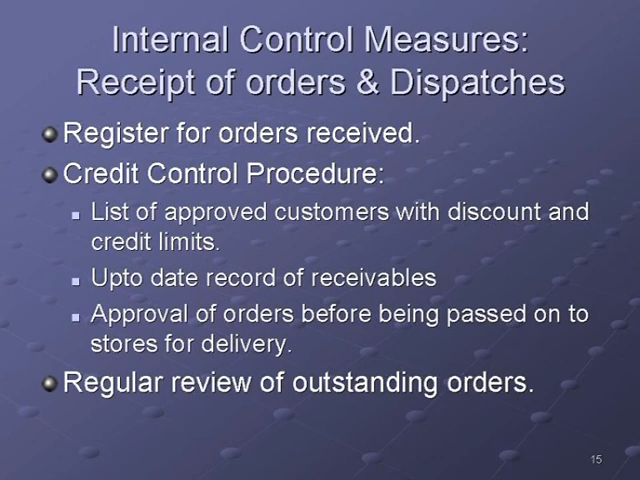 Internal Control Measures:
Receipt of orders & Dispatches
Register for orders received.
Credit Control Procedure:
List of approved customers with discount and
credit limits.
Upto date record of receivables
Approval of orders before being passed on to
stores for delivery.
Regular review of outstanding orders.
15